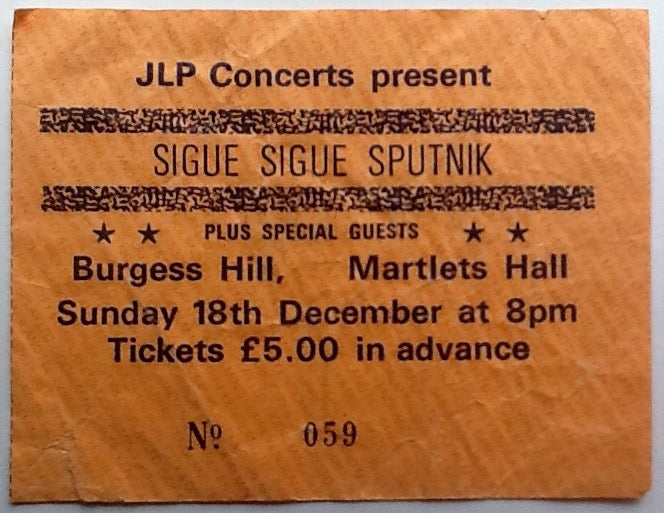 JLP Concerts present
SIGUE SIGUE SPUTNIK
★ ★ PLUS SPECIAL GUESTS ★ ★
Burgess Hill, Martlets Hall
Sunday 18th December at 8pm
Tickets £5.00 in advance
Nº 059